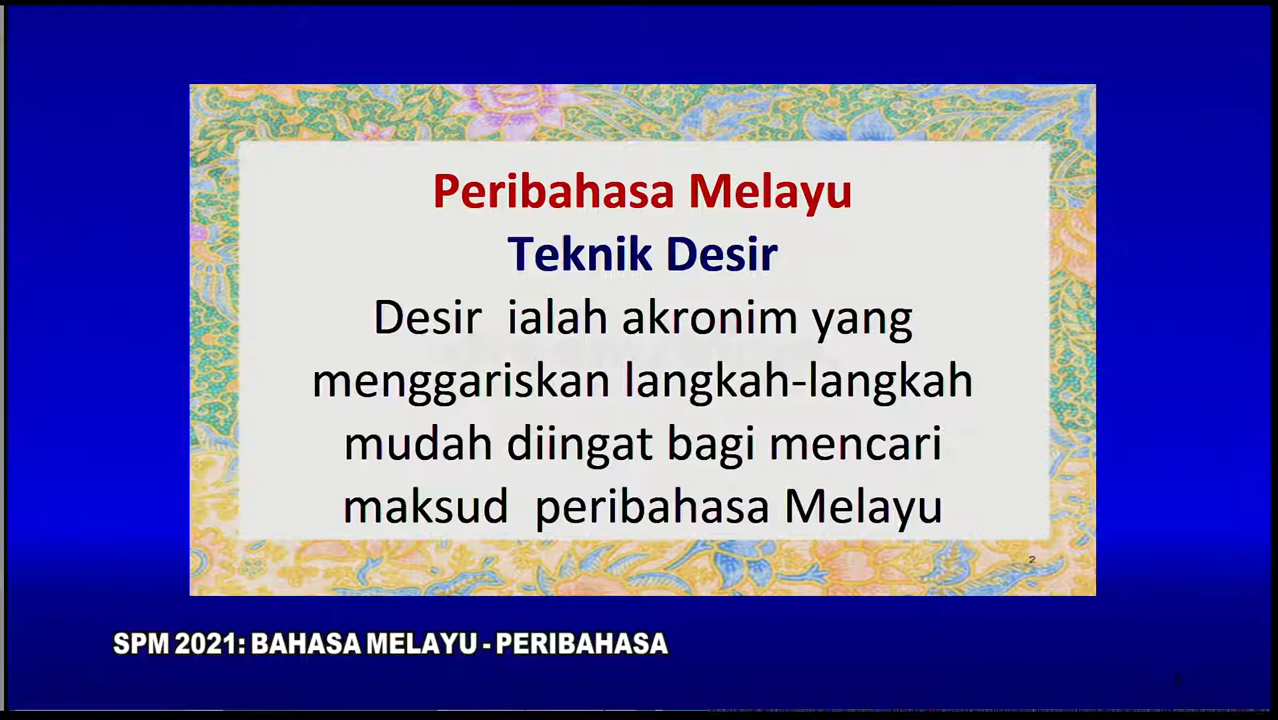 Peribahasa Melayu
Teknik Desir
Desir ialah akronim yang
menggariskan langkah-langkah
mudah diingat bagi mencari
maksud peribahasa Melayu
2
SPM 2021: BAHASA MELAYU - PERIBAHASA